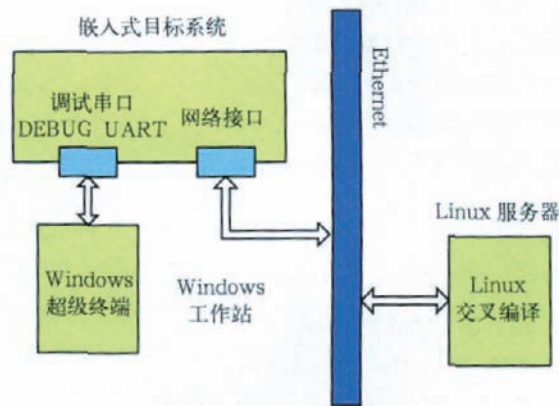 嵌入式目标系统
调试串口
DEBUG UART
网络接口
Ethernet
Windows
超级终端
Windows
工作站
Linux 服务器
Linux
交叉编译